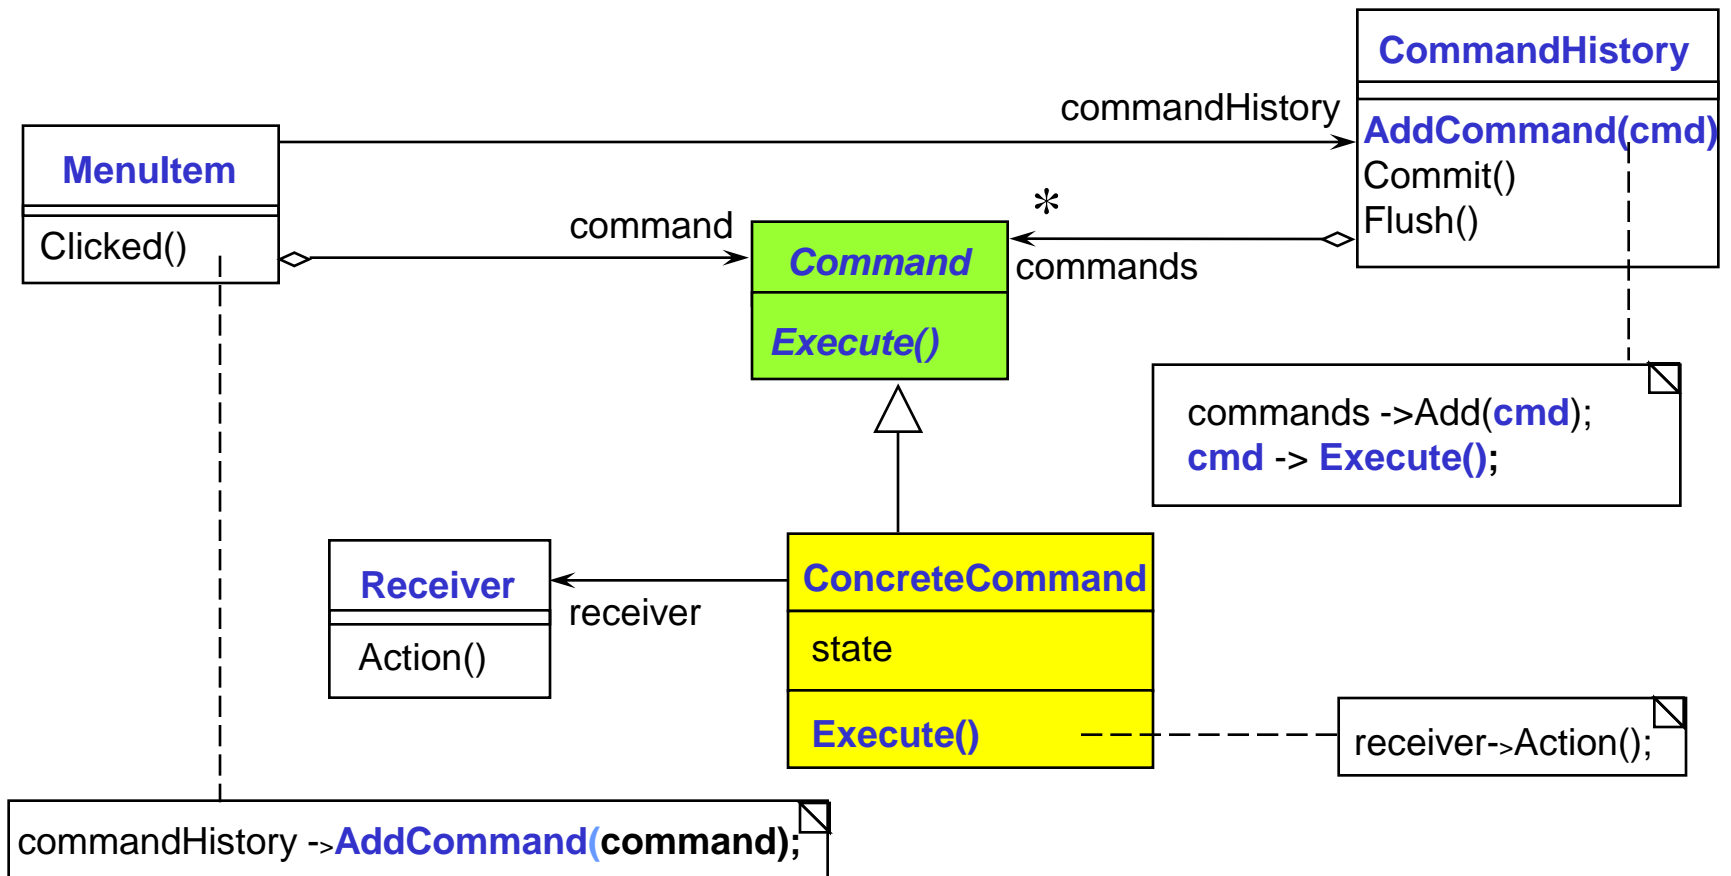 CommandHistory
commandHistory
AddCommand(cmd)
MenuItem
Commit()
*
Flush()
command
Clicked()
Command
commands
Execute()
commands ->Add(cmd);
cmd -> Execute();
Receiver
ConcreteCommand
receiver
state
Action()
Execute()
receiver->Action();
commandHistory ->AddCommand(command);